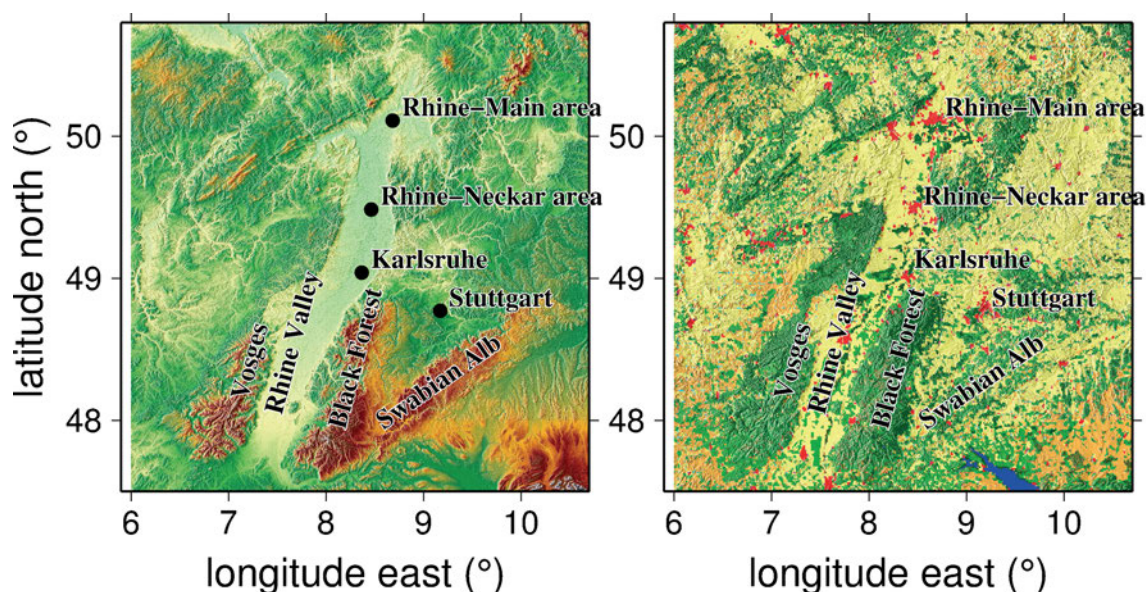 latitude north (°)
50
49
48
Rhine–Main area
Rhine–Neckar area
Karlsruhe
Stuttgart
Vosges
Rhine Valley
Black Forest
Swabian Alb
6 7 8 9 10
longitude east (°)
50
49
48
Rhine–Main area
Rhine–Neckar area
Karlsruhe
Stuttgart
Vosges
Rhine Valley
Black Forest
Swabian Alb
6 7 8 9 10
longitude east (°)